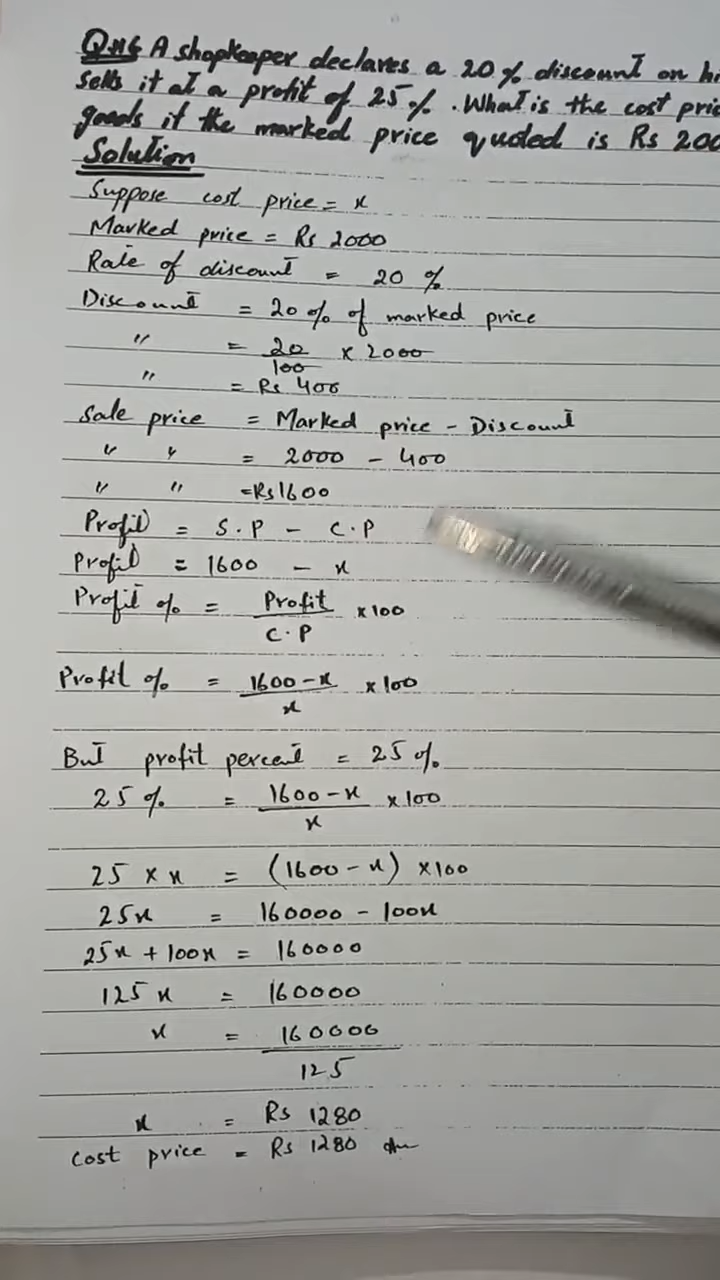 Q#6 A shopkeeper declares a 20% discount on
sells it at a profit of 25%. What is the cost
goods if the marked price quoted is Rs
Solution
Suppose cost price = x
Marked price = Rs 2000
Rate of discount = 20 %
Discount = 20% of marked price
" = 20/100 x 2000
" = Rs 400
Sale price = Marked price - Discount
" " = 2000 - 400
" " = Rs 1600
Profit = S.P - C.P
Profit = 1600 - x
Profit % = Profit/C.P x 100
Profit % = 1600-x/x x 100
But profit percent = 25%
25 % = 1600-x/x x 100
25 x x = (1600 - x) x 100
25x = 160000 - 100x
25x + 100x = 160000
125 x = 160000
x = 160000/125
x = Rs 1280
cost price = Rs 1280